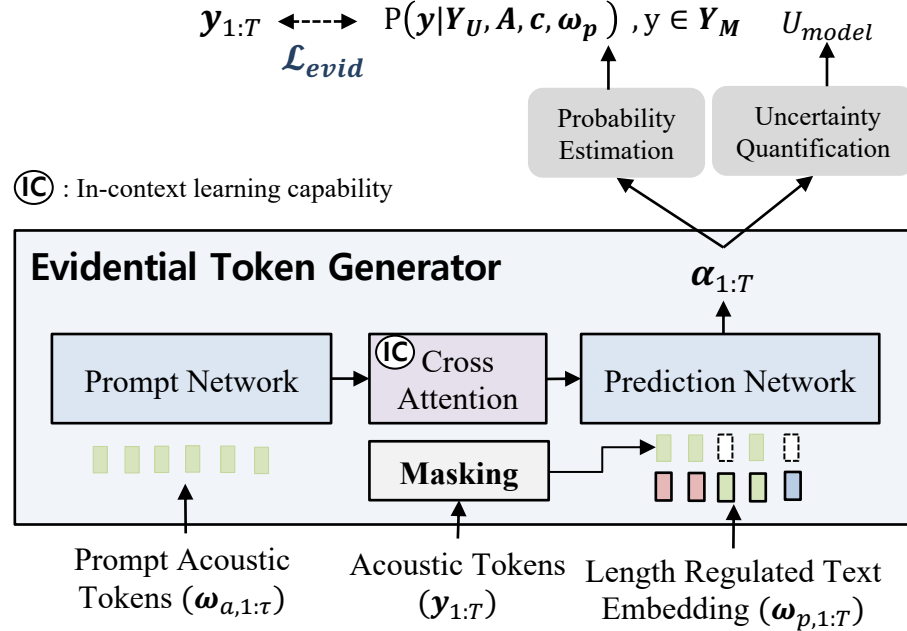 y1:T P(y|YU, A, c, ωp) , y ∈ YM Umodel
ℒevid
Probability
Estimation
Uncertainty
Quantification
IC : In-context learning capability
Evidential Token Generator
α1:T
Prompt Network
IC Cross
Attention
Prediction Network
Masking
Prompt Acoustic
Tokens (ωa,1:τ)
Acoustic Tokens
(y1:T)
Length Regulated Text
Embedding (ωp,1:T)